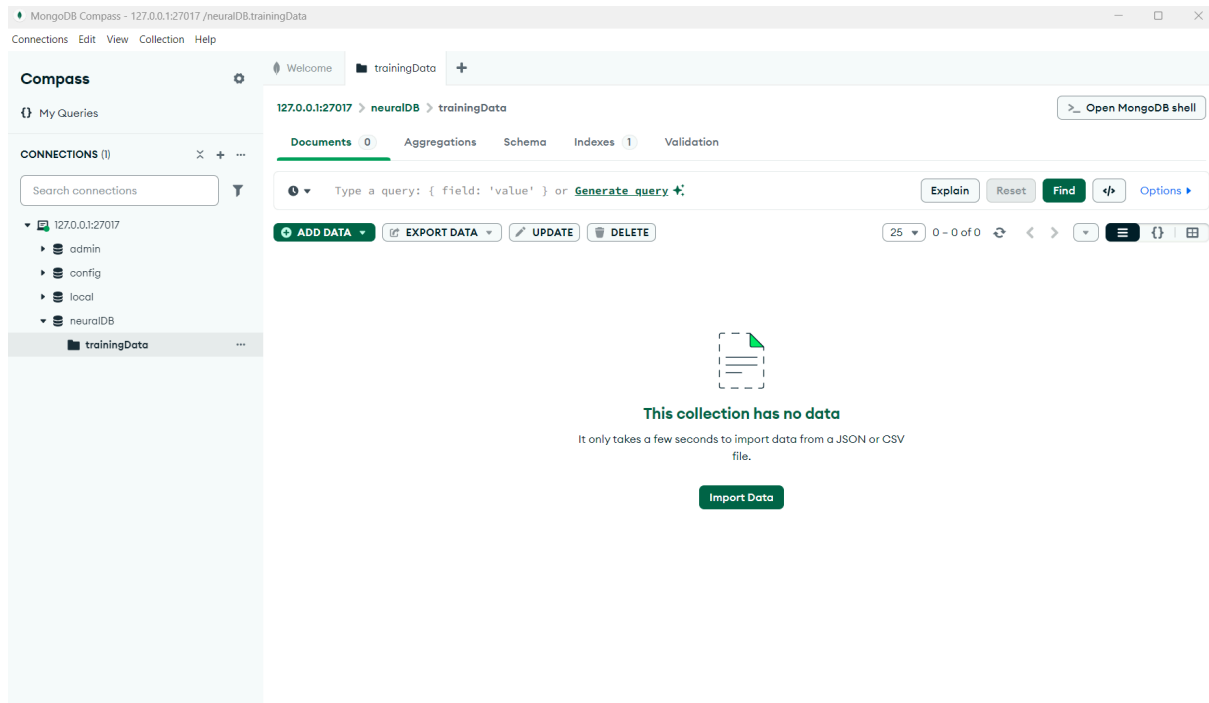 MongoDB Compass - 127.0.0.1:27017 /neuralDB.trainingData
Connections Edit View Collection Help
Compass
My Queries
CONNECTIONS (1)
Search connections
127.0.0.1:27017
admin
config
local
neuralDB
trainingData
Welcome trainingData
127.0.0.1:27017 > neuralDB > trainingData
>_ Open MongoDB shell
Documents 0 Aggregations Schema Indexes 1 Validation
Type a query: { field: 'value' } or Generate query
Explain Reset Find </> Options
ADD DATA EXPORT DATA UPDATE DELETE
25 0 – 0 of 0 {}
This collection has no data
It only takes a few seconds to import data from a JSON or CSV
file.
Import Data